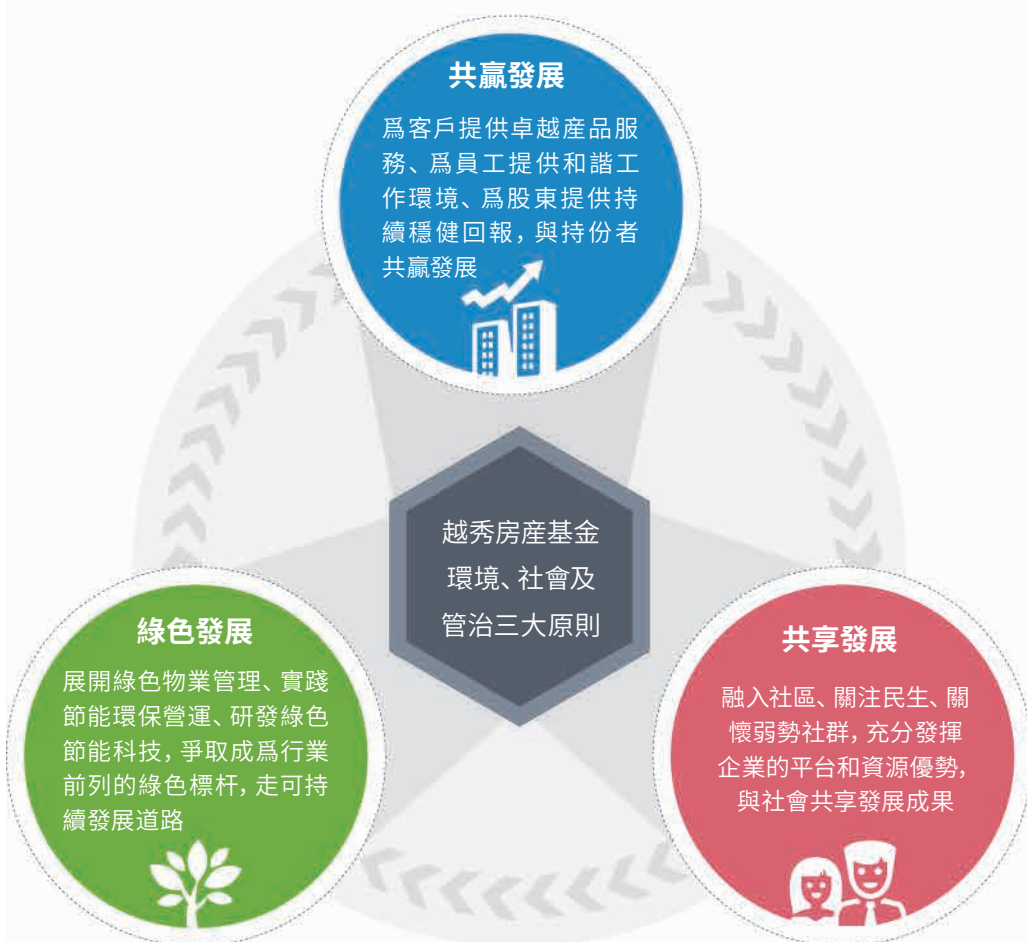 共贏發展
爲客戶提供卓越産品服
務、爲員工提供和諧工
作環境、爲股東提供持
續穩健回報，與持份者
共贏發展
越秀房産基金
環境、社會及
管治三大原則
綠色發展
展開綠色物業管理、實踐
節能環保營運、研發綠色
節能科技，爭取成爲行業
前列的綠色標杆，走可持
續發展道路
共享發展
融入社區、關注民生、關
懷弱勢社群，充分發揮
企業的平台和資源優勢，
與社會共享發展成果